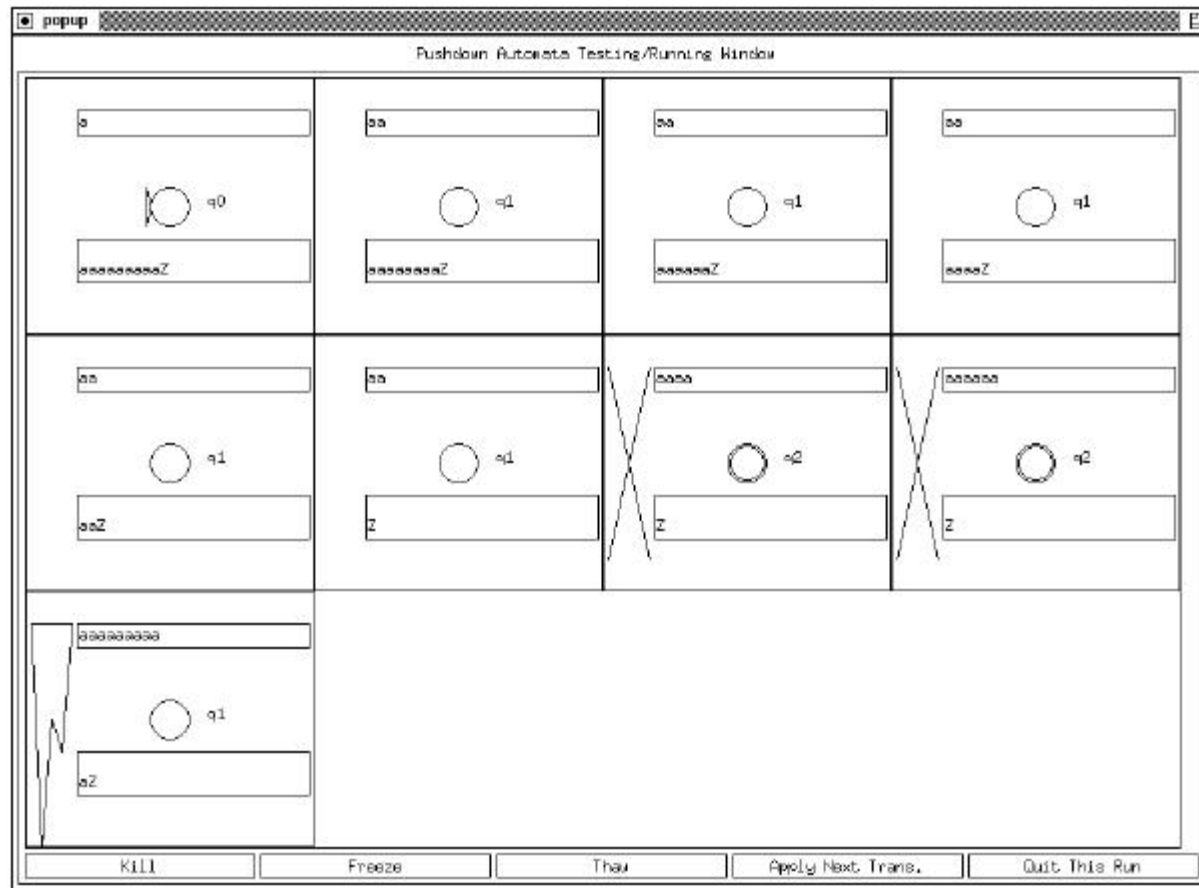 popup
Pushdown Automata Testing/Running Window
a
aa
aa
aa
q0
q1
q1
q1
aaaaaaaaaZ
aaaaaaaaZ
aaaaaaZ
aaaaZ
aa
aa
aaaa
aaaaaa
q1
q1
q2
q2
aaZ
Z
Z
Z
aaaaaaaaa
q1
aZ
Kill
Freeze
Thaw
Apply Next Trans.
Quit This Run